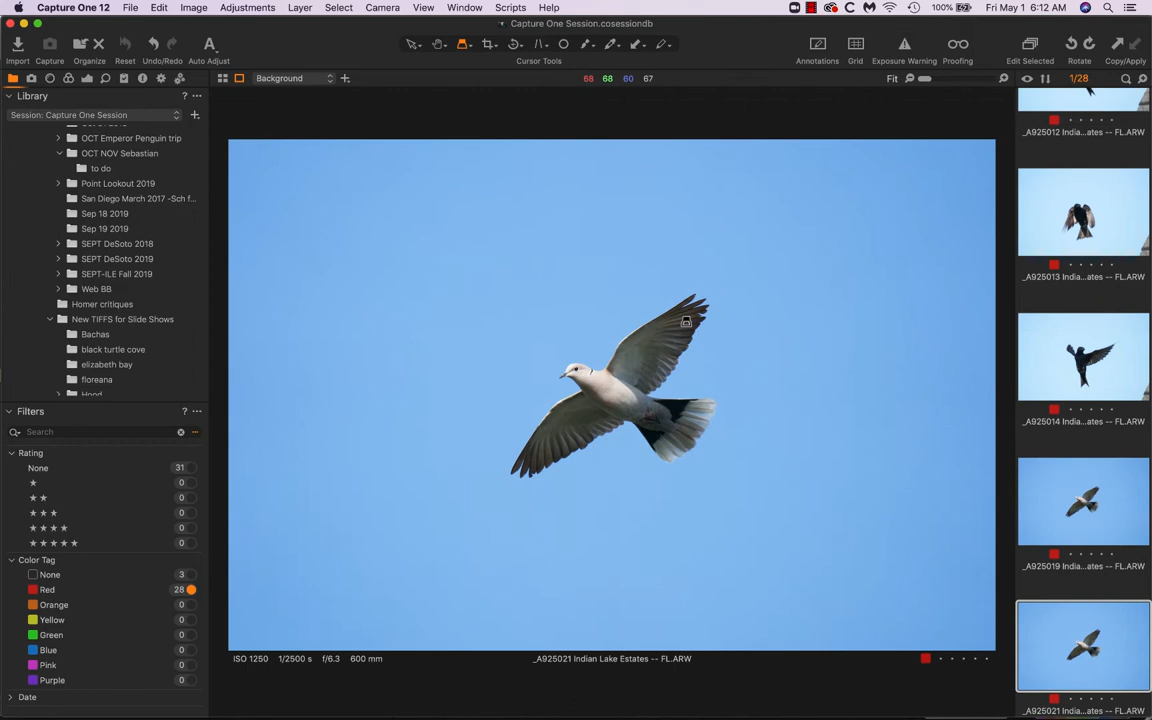 Capture One 12 File Edit Image Adjustments Layer Select Camera View Window Scripts Help 100% Fri May 1 6:12 AM
Capture One Session.cosessiondb
Import Capture Organize Reset Undo/Redo Auto Adjust Cursor Tools Annotations Grid Exposure Warning Proofing Edit Selected Rotate Copy/Apply
Background 68 68 60 67 Fit 1/28
Library ?
Session: Capture One Session
OCT Emperor Penguin trip
OCT NOV Sebastian
to do
Point Lookout 2019
San Diego March 2017 -Sch f...
Sep 18 2019
Sep 19 2019
SEPT DeSoto 2018
SEPT DeSoto 2019
SEPT-ILE Fall 2019
Web BB
Homer critiques
New TIFFS for Slide Shows
Bachas
black turtle cove
elizabeth bay
floreana
Hood
Filters ?
Search
Rating
None 31
★ 0
★★ 0
★★★ 0
★★★★ 0
★★★★★ 0
Color Tag
None 3
Red 28
Orange 0
Yellow 0
Green 0
Blue 0
Pink 0
Purple 0
Date
ISO 1250 1/2500 s f/6.3 600 mm _A925021 Indian Lake Estates -- FL.ARW
_A925012 India...ates -- FL.ARW
_A925013 India...ates -- FL.ARW
_A925014 India...ates -- FL.ARW
_A925019 India...ates -- FL.ARW
_A925021 India...ates -- FL.ARW